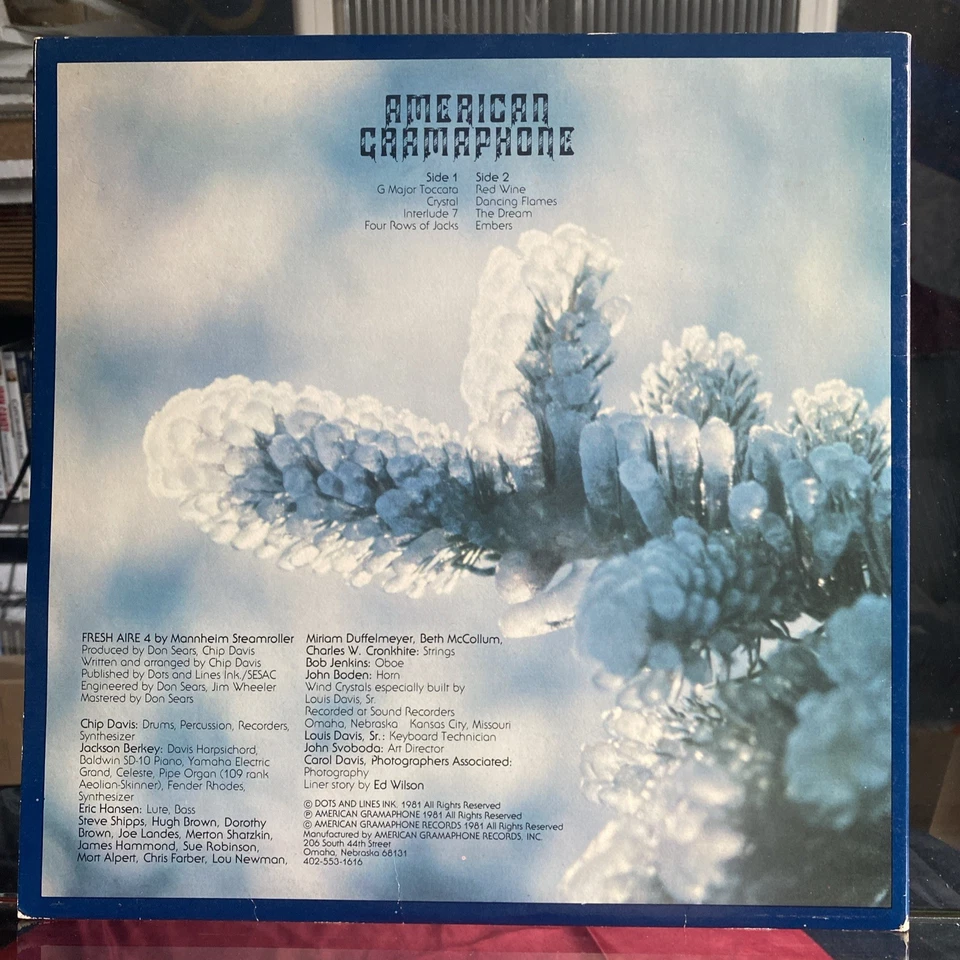 AMERICAN
GRAMAPHONE
Side 1
G Major Toccata
Crystal
Interlude 7
Four Rows of Jacks
Side 2
Red Wine
Dancing Flames
The Dream
Embers
FRESH AIRE 4 by Mannheim Steamroller
Produced by Don Sears, Chip Davis
Written and arranged by Chip Davis
Published by Dots and Lines Ink./SESAC
Engineered by Don Sears, Jim Wheeler
Mastered by Don Sears
Chip Davis: Drums, Percussion, Recorders,
Synthesizer
Jackson Berkey: Davis Harpsichord,
Baldwin SD-10 Piano, Yamaha Electric
Grand, Celeste, Pipe Organ (109 rank
Aeolian-Skinner), Fender Rhodes,
Synthesizer
Eric Hansen: Lute, Bass
Steve Shipps, Hugh Brown, Dorothy
Brown, Joe Landes, Merton Shatzkin,
James Hammond, Sue Robinson,
Mort Alpert, Chris Farber, Lou Newman,
Miriam Duffelmeyer, Beth McCollum,
Charles W. Cronkhite: Strings
Bob Jenkins: Oboe
John Boden: Horn
Wind Crystals especially built by
Louis Davis, Sr.
Recorded at Sound Recorders
Omaha, Nebraska Kansas City, Missouri
Louis Davis, Sr.: Keyboard Technician
John Svoboda: Art Director
Carol Davis, Photographers Associated:
Photography
Liner story by Ed Wilson
© DOTS AND LINES INK. 1981 All Rights Reserved
℗ AMERICAN GRAMAPHONE 1981 All Rights Reserved
© AMERICAN GRAMAPHONE RECORDS 1981 All Rights Reserved
Manufactured by AMERICAN GRAMAPHONE RECORDS, INC.
206 South 44th Street
Omaha, Nebraska 68131
402-553-1616